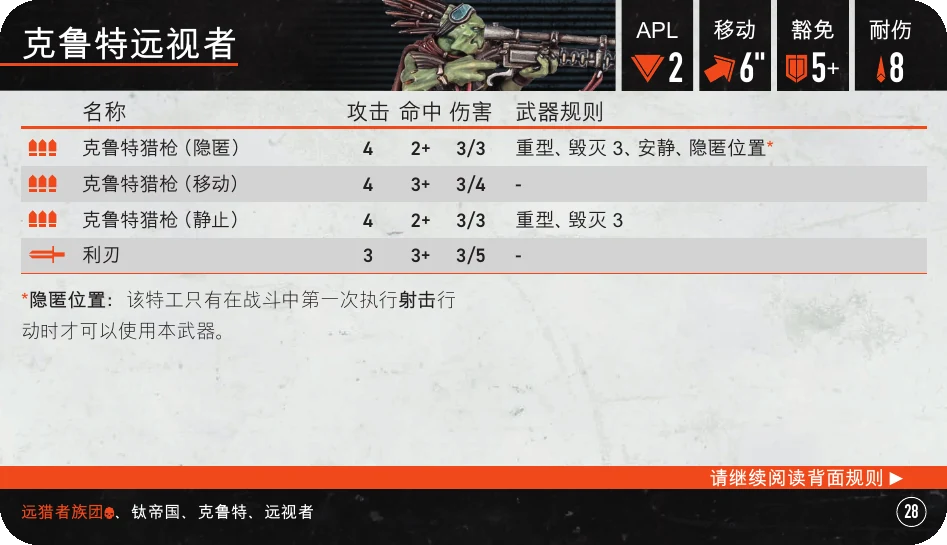 克鲁特远视者
APL 移动 豁免 耐伤
2 6" 5+ 8
名称 攻击 命中 伤害 武器规则
克鲁特猎枪（隐匿） 4 2+ 3/3 重型、毁灭 3、安静、隐匿位置*
克鲁特猎枪（移动） 4 3+ 3/4 -
克鲁特猎枪（静止） 4 2+ 3/3 重型、毁灭 3
利刃 3 3+ 3/5 -
*隐匿位置：该特工只有在战斗中第一次执行射击行
动时才可以使用本武器。
请继续阅读背面规则 ▶
远猎者族团、钛帝国、克鲁特、远视者
28